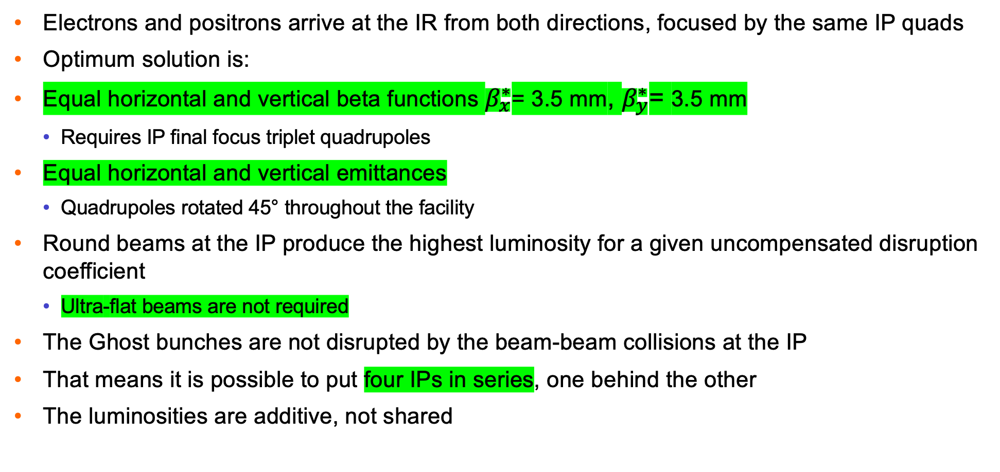 • Electrons and positrons arrive at the IR from both directions, focused by the same IP quads
• Optimum solution is:
• Equal horizontal and vertical beta functions β*x= 3.5 mm, β*y= 3.5 mm
• Requires IP final focus triplet quadrupoles
• Equal horizontal and vertical emittances
• Quadrupoles rotated 45° throughout the facility
• Round beams at the IP produce the highest luminosity for a given uncompensated disruption
coefficient
• Ultra-flat beams are not required
• The Ghost bunches are not disrupted by the beam-beam collisions at the IP
• That means it is possible to put four IPs in series, one behind the other
• The luminosities are additive, not shared